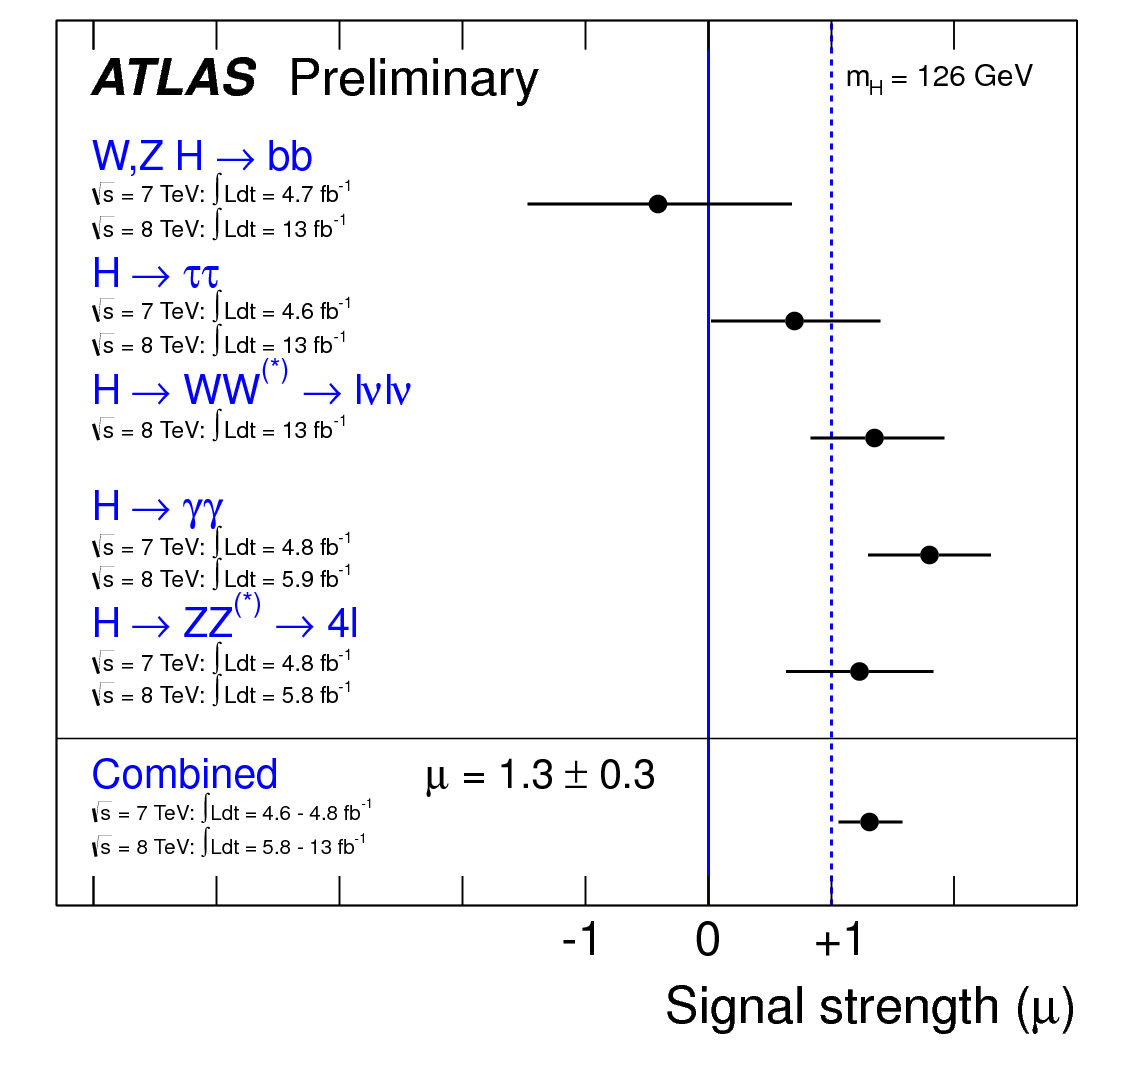 ATLAS Preliminary
m_H = 126 GeV
W,Z H → bb
√s = 7 TeV: ∫Ldt = 4.7 fb⁻¹
√s = 8 TeV: ∫Ldt = 13 fb⁻¹
H → ττ
√s = 7 TeV: ∫Ldt = 4.6 fb⁻¹
√s = 8 TeV: ∫Ldt = 13 fb⁻¹
H → WW⁽*⁾ → lνlν
√s = 8 TeV: ∫Ldt = 13 fb⁻¹
H → γγ
√s = 7 TeV: ∫Ldt = 4.8 fb⁻¹
√s = 8 TeV: ∫Ldt = 5.9 fb⁻¹
H → ZZ⁽*⁾ → 4l
√s = 7 TeV: ∫Ldt = 4.8 fb⁻¹
√s = 8 TeV: ∫Ldt = 5.8 fb⁻¹
Combined μ = 1.3 ± 0.3
√s = 7 TeV: ∫Ldt = 4.6 - 4.8 fb⁻¹
√s = 8 TeV: ∫Ldt = 5.8 - 13 fb⁻¹
-1 0 +1
Signal strength (μ)